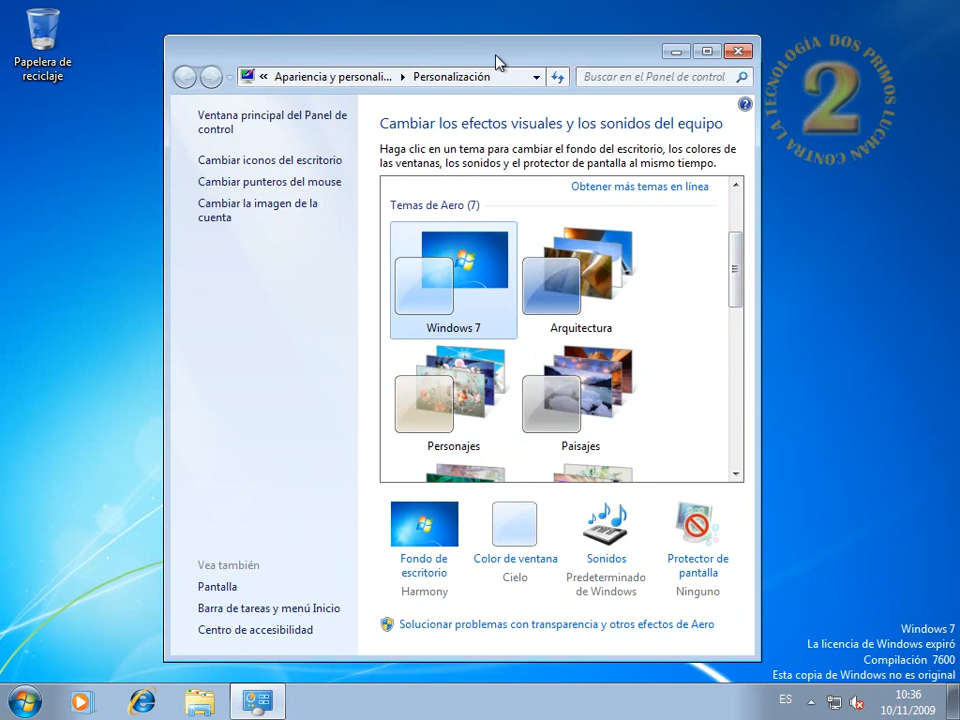 Papelera de
reciclaje
TECNOLOGÍA DOS PRIMOS LUCHAN CONTRA LA
2
« Apariencia y personali... Personalización
Buscar en el Panel de control
Ventana principal del Panel de
control
Cambiar iconos del escritorio
Cambiar punteros del mouse
Cambiar la imagen de la
cuenta
Cambiar los efectos visuales y los sonidos del equipo
Haga clic en un tema para cambiar el fondo del escritorio, los colores de
las ventanas, los sonidos y el protector de pantalla al mismo tiempo.
Obtener más temas en línea
Temas de Aero (7)
Windows 7
Arquitectura
Personajes
Paisajes
Fondo de
escritorio
Harmony
Color de ventana
Cielo
Sonidos
Predeterminado
de Windows
Protector de
pantalla
Ninguno
Solucionar problemas con transparencia y otros efectos de Aero
Vea también
Pantalla
Barra de tareas y menú Inicio
Centro de accesibilidad
Windows 7
La licencia de Windows expiró
Compilación 7600
Esta copia de Windows no es original
ES
10:36
10/11/2009